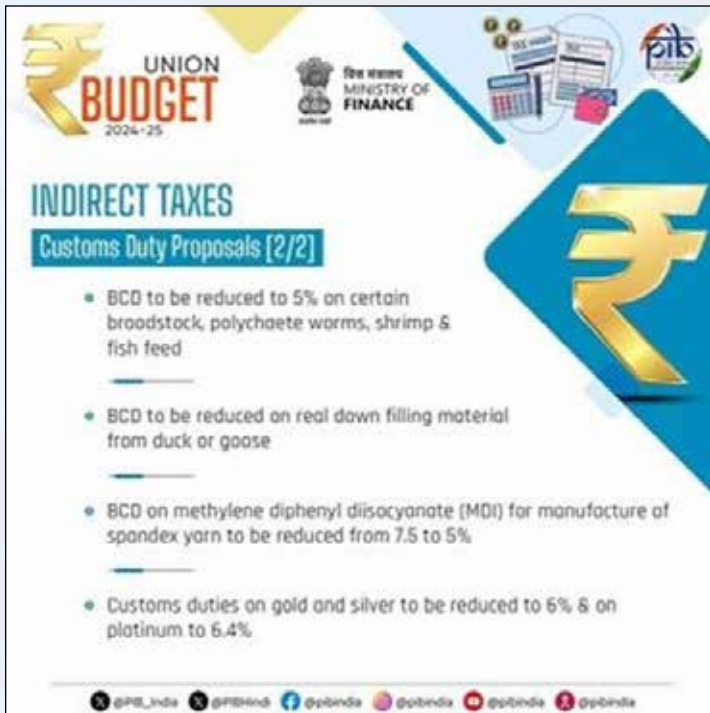 UNION
BUDGET
2024-25
वित्त मंत्रालय
MINISTRY OF
FINANCE
pib
INDIRECT TAXES
Customs Duty Proposals [2/2]
BCD to be reduced to 5% on certain
broodstock, polychaete worms, shrimp &
fish feed
BCD to be reduced on real down filling material
from duck or goose
BCD on methylene diphenyl diisocyanate (MDI) for manufacture of
spandex yarn to be reduced from 7.5 to 5%
Customs duties on gold and silver to be reduced to 6% & on
platinum to 6.4%
@PIB_India @PIBHindi @pibindia @pibindia @pibindia @pibindia